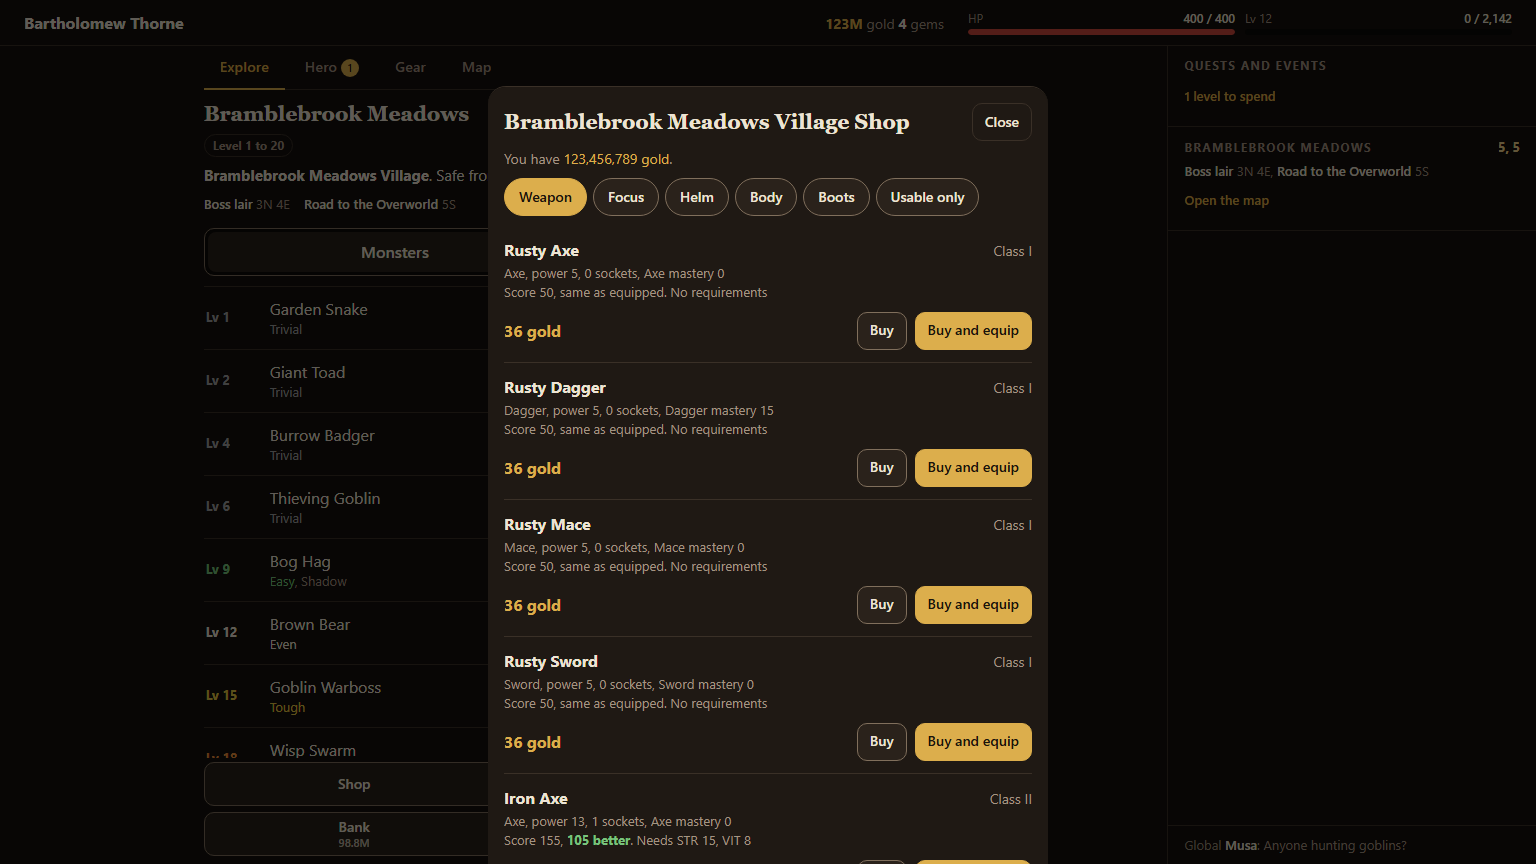 Bartholomew Thorne
123M gold 4 gems
HP 400 / 400
Lv 12 0 / 2,142
Explore
Hero 1
Gear
Map
Bramblebrook Meadows
Level 1 to 20
Bramblebrook Meadows Village. Safe fro
Boss lair 3N 4E Road to the Overworld 5S
Monsters
Lv 1 Garden Snake
Trivial
Lv 2 Giant Toad
Trivial
Lv 4 Burrow Badger
Trivial
Lv 6 Thieving Goblin
Trivial
Lv 9 Bog Hag
Easy, Shadow
Lv 12 Brown Bear
Even
Lv 15 Goblin Warboss
Tough
Lv 18 Wisp Swarm
Shop
Bank
98.8M
Bramblebrook Meadows Village Shop
Close
You have 123,456,789 gold.
Weapon
Focus
Helm
Body
Boots
Usable only
Rusty Axe Class I
Axe, power 5, 0 sockets, Axe mastery 0
Score 50, same as equipped. No requirements
36 gold Buy Buy and equip
Rusty Dagger Class I
Dagger, power 5, 0 sockets, Dagger mastery 15
Score 50, same as equipped. No requirements
36 gold Buy Buy and equip
Rusty Mace Class I
Mace, power 5, 0 sockets, Mace mastery 0
Score 50, same as equipped. No requirements
36 gold Buy Buy and equip
Rusty Sword Class I
Sword, power 5, 0 sockets, Sword mastery 0
Score 50, same as equipped. No requirements
36 gold Buy Buy and equip
Iron Axe Class II
Axe, power 13, 1 sockets, Axe mastery 0
Score 155, 105 better. Needs STR 15, VIT 8
QUESTS AND EVENTS
1 level to spend
BRAMBLEBROOK MEADOWS 5, 5
Boss lair 3N 4E, Road to the Overworld 5S
Open the map
Global Musa: Anyone hunting goblins?